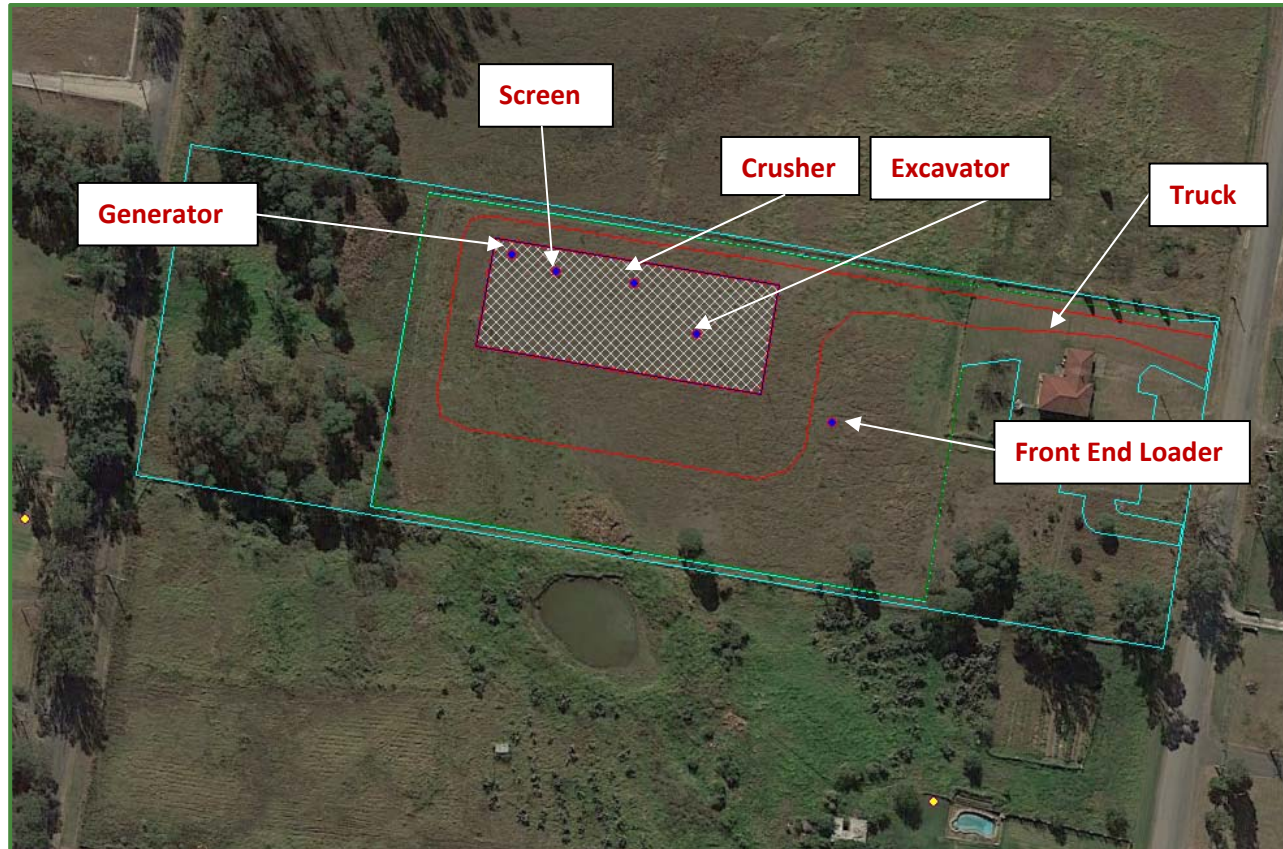 Screen
Crusher
Excavator
Truck
Generator
Front End Loader